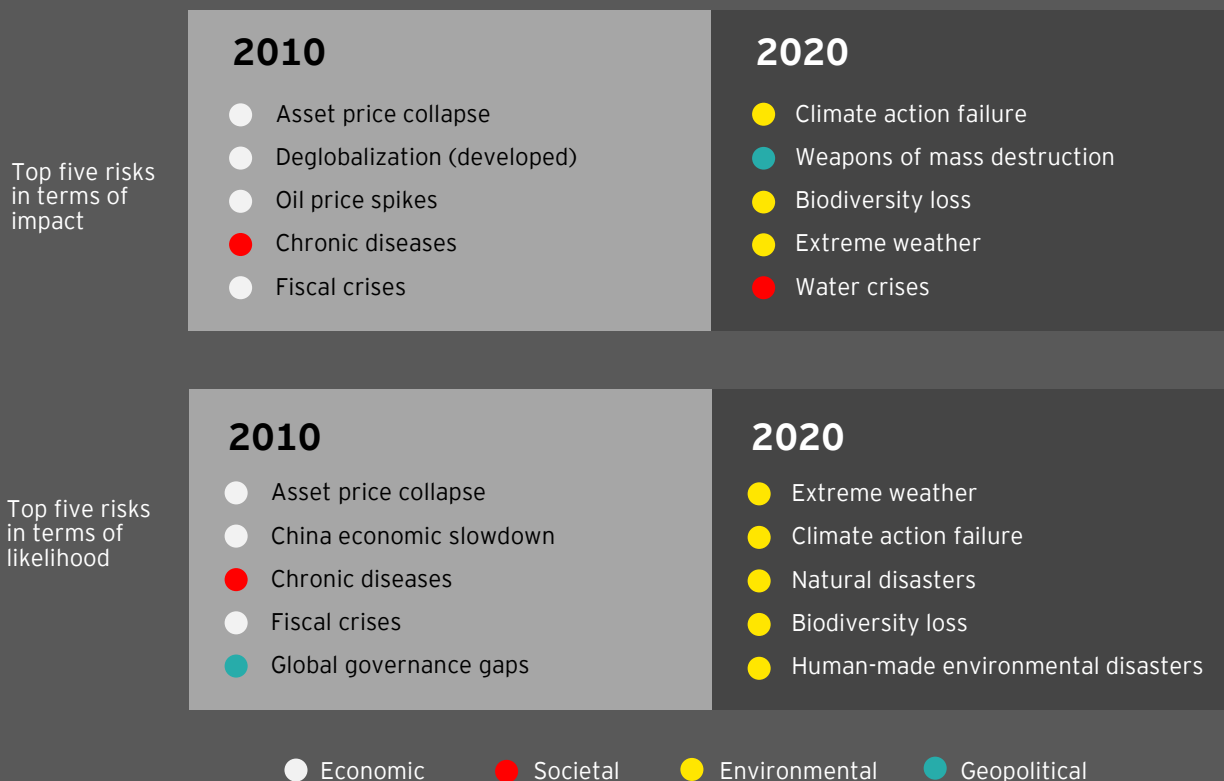 Top five risks
in terms of
impact
2010
Asset price collapse
Deglobalization (developed)
Oil price spikes
Chronic diseases
Fiscal crises
2020
Climate action failure
Weapons of mass destruction
Biodiversity loss
Extreme weather
Water crises
Top five risks
in terms of
likelihood
2010
Asset price collapse
China economic slowdown
Chronic diseases
Fiscal crises
Global governance gaps
2020
Extreme weather
Climate action failure
Natural disasters
Biodiversity loss
Human-made environmental disasters
Economic
Societal
Environmental
Geopolitical